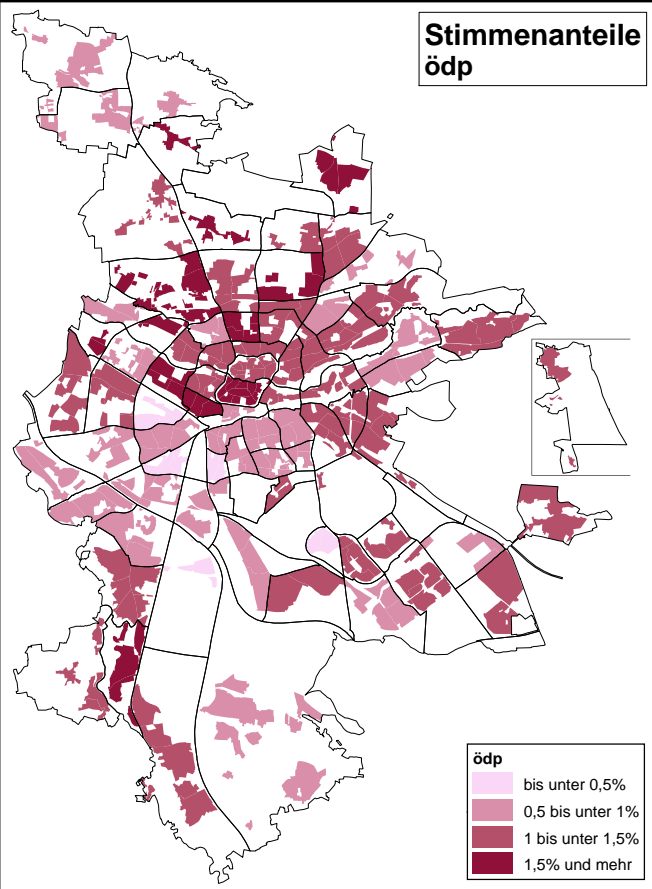 Stimmenanteile
ödp
ödp
bis unter 0,5%
0,5 bis unter 1%
1 bis unter 1,5%
1,5% und mehr